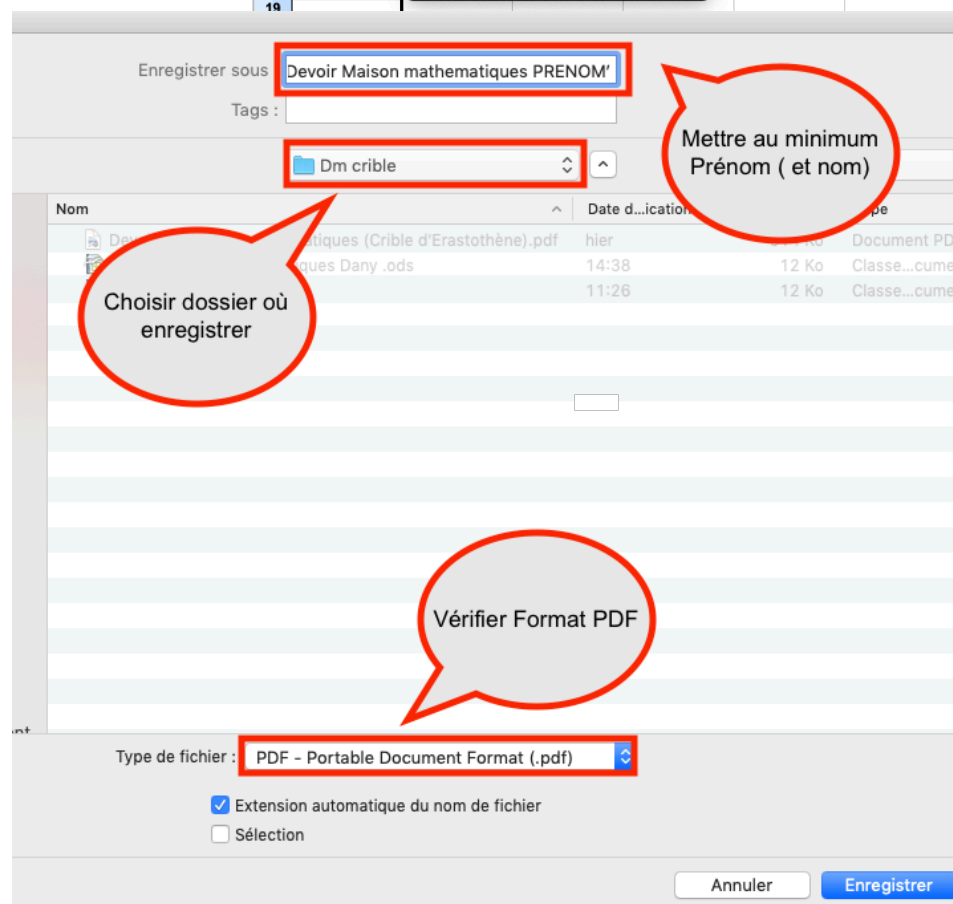 19
Enregistrer sous
Devoir Maison mathematiques PRENOM'
Tags :
Mettre au minimum
Prénom ( et nom)
Dm crible
Nom
Date d...ication
Choisir dossier où
enregistrer
(Crible d'Erastothène).pdf
hier
Ko
Document PD
Dany .ods
14:38
12 Ko
Classe...cume
11:26
12 Ko
Classe...cume
Vérifier Format PDF
Type de fichier :
PDF - Portable Document Format (.pdf)
Extension automatique du nom de fichier
Sélection
Annuler
Enregistrer